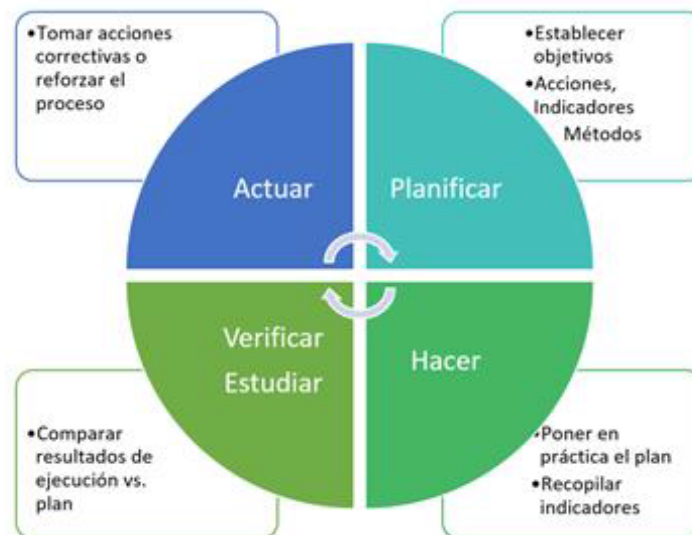 •Tomar acciones
correctivas o
reforzar el
proceso
•Establecer
objetivos
•Acciones,
Indicadores
Métodos
Actuar
Planificar
Verificar
Estudiar
Hacer
•Comparar
resultados de
ejecución vs.
plan
•Poner en
práctica el plan
•Recopilar
indicadores